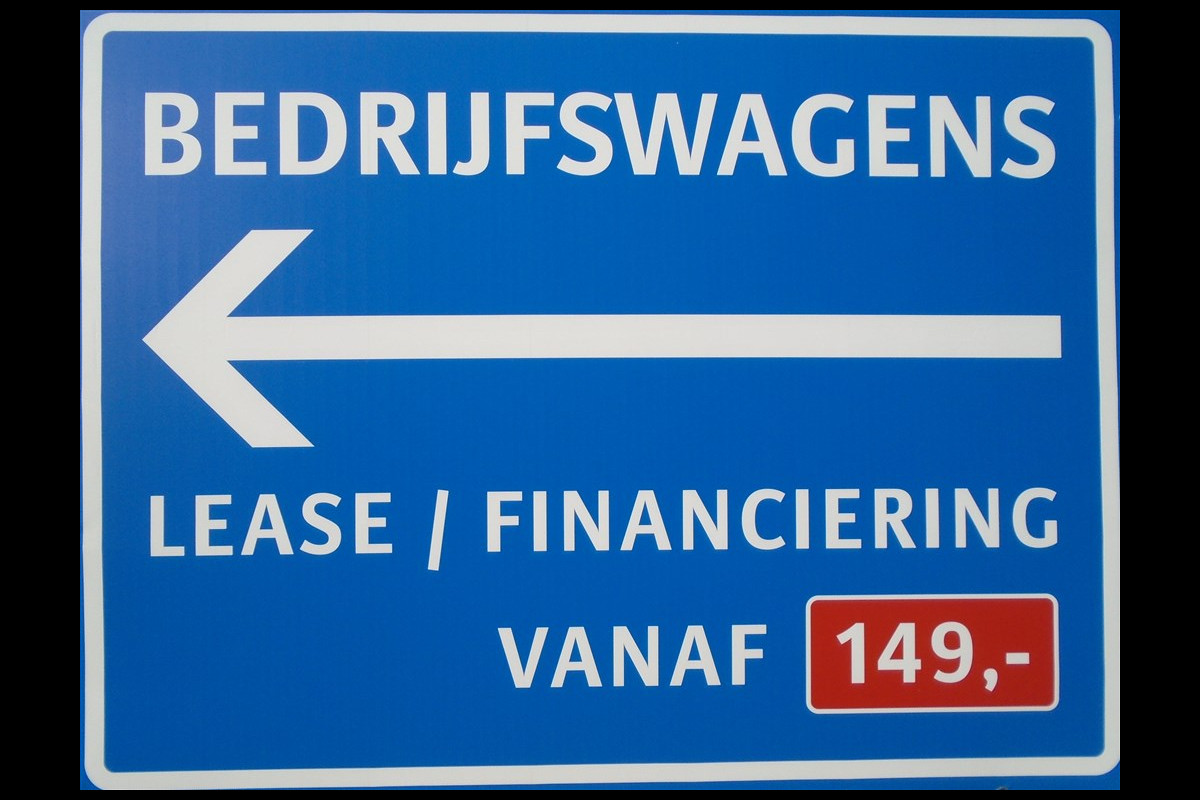 BEDRIJFSWAGENS
LEASE / FINANCIERING
VANAF 149,-